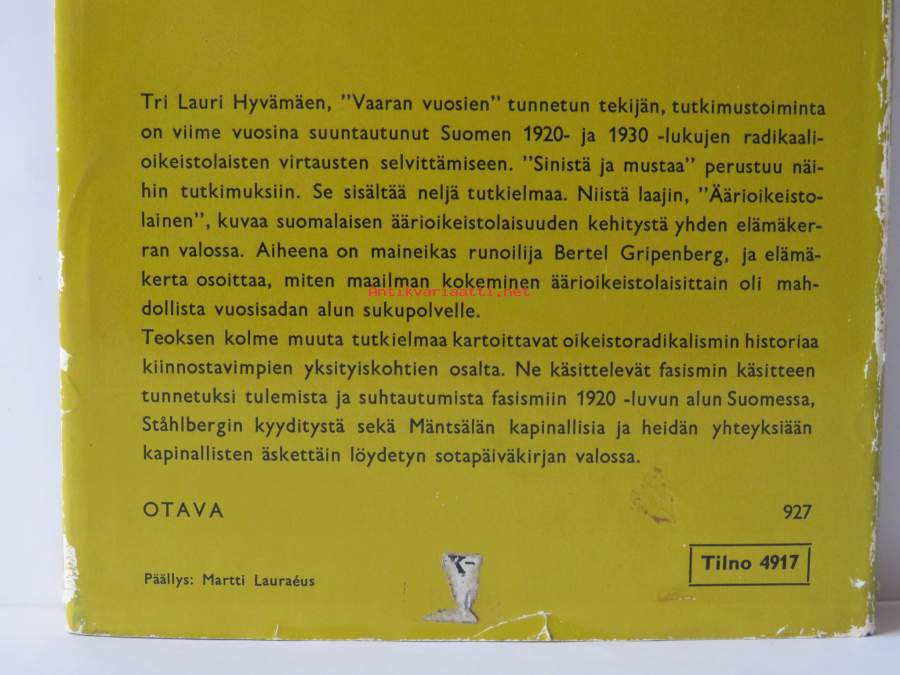 Tri Lauri Hyvämäen, ”Vaaran vuosien” tunnetun tekijän, tutkimustoiminta
on viime vuosina suuntautunut Suomen 1920- ja 1930 -lukujen radikaali-
oikeistolaisten virtausten selvittämiseen. ”Sinistä ja mustaa” perustuu näi-
hin tutkimuksiin. Se sisältää neljä tutkielmaa. Niistä laajin, ”Äärioikeisto-
lainen”, kuvaa suomalaisen äärioikeistolaisuuden kehitystä yhden elämäker-
ran valossa. Aiheena on maineikas runoilija Bertel Gripenberg, ja elämä-
kerta osoittaa, miten maailman kokeminen äärioikeistolaisittain oli mah-
Antikvariaatti.net
dollista vuosisadan alun sukupolvelle.
Teoksen kolme muuta tutkielmaa kartoittavat oikeistoradikalismin historiaa
kiinnostavimpien yksityiskohtien osalta. Ne käsittelevät fasismin käsitteen
tunnetuksi tulemista ja suhtautumista fasismiin 1920 -luvun alun Suomessa,
Ståhlbergin kyyditystä sekä Mäntsälän kapinallisia ja heidän yhteyksiään
kapinallisten äskettäin löydetyn sotapäiväkirjan valossa.
OTAVA 927
Tilno 4917
Päällys: Martti Lauraéus
K-